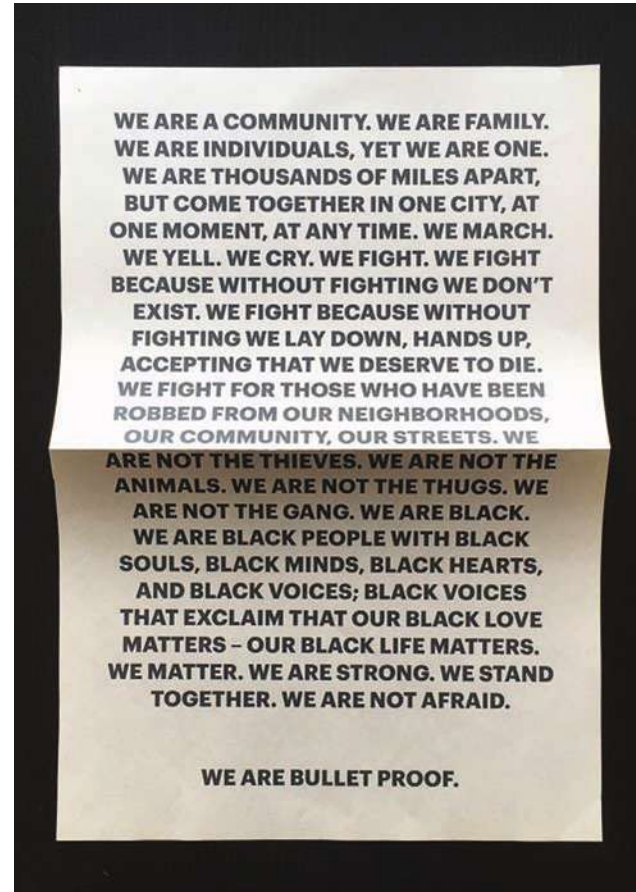 WE ARE A COMMUNITY. WE ARE FAMILY.
WE ARE INDIVIDUALS, YET WE ARE ONE.
WE ARE THOUSANDS OF MILES APART,
BUT COME TOGETHER IN ONE CITY, AT
ONE MOMENT, AT ANY TIME. WE MARCH.
WE YELL. WE CRY. WE FIGHT. WE FIGHT
BECAUSE WITHOUT FIGHTING WE DON'T
EXIST. WE FIGHT BECAUSE WITHOUT
FIGHTING WE LAY DOWN, HANDS UP,
ACCEPTING THAT WE DESERVE TO DIE.
WE FIGHT FOR THOSE WHO HAVE BEEN
ROBBED FROM OUR NEIGHBORHOODS,
OUR COMMUNITY, OUR STREETS. WE
ARE NOT THE THIEVES. WE ARE NOT THE
ANIMALS. WE ARE NOT THE THUGS. WE
ARE NOT THE GANG. WE ARE BLACK.
WE ARE BLACK PEOPLE WITH BLACK
SOULS, BLACK MINDS, BLACK HEARTS,
AND BLACK VOICES; BLACK VOICES
THAT EXCLAIM THAT OUR BLACK LOVE
MATTERS – OUR BLACK LIFE MATTERS.
WE MATTER. WE ARE STRONG. WE STAND
TOGETHER. WE ARE NOT AFRAID.
WE ARE BULLET PROOF.